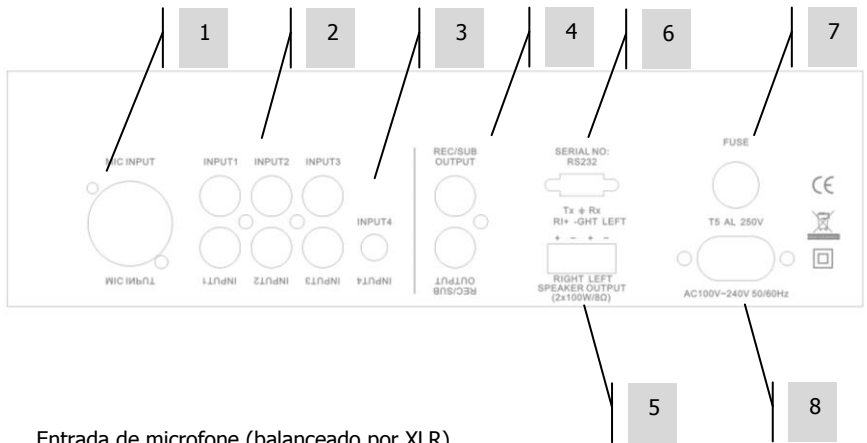 1 2 3 4 6 7
MIC INPUT INPUT1 INPUT2 INPUT3
REC/SUB
OUTPUT
SERIAL NO:
RS232
FUSE
INPUT4
Tx ⏚ Rx
RI+ -GHT LEFT
T5 AL 250V
+ - + -
MIC INPUT INPUT1 INPUT2 INPUT3 INPUT4
REC/SUB
OUTPUT
RIGHT LEFT
SPEAKER OUTPUT
(2x100W/8Ω)
AC100V~240V 50/60Hz
CE
5 8
Entrada de microfone (balanceado por XLR)